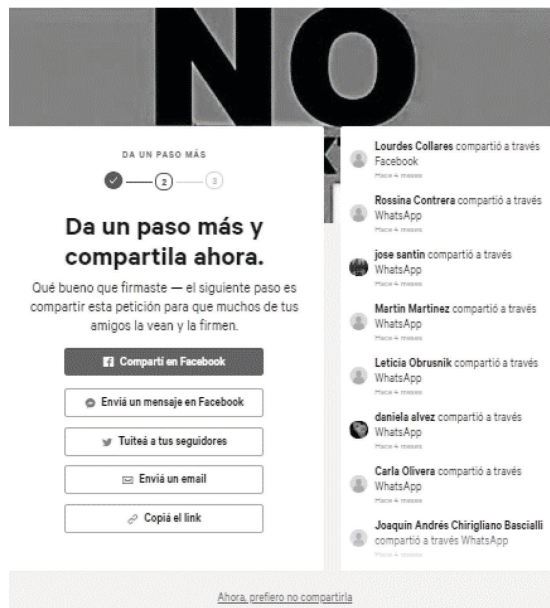 NO
DA UN PASO MÁS
2
3
Da un paso más y
compartila ahora.
Qué bueno que firmaste — el siguiente paso es
compartir esta petición para que muchos de tus
amigos la vean y la firmen.
Compartí en Facebook
Enviá un mensaje en Facebook
Tuiteá a tus seguidores
Enviá un email
Copiá el link
Lourdes Collares compartió a través
Facebook
Hace 4 meses
Rossina Contrera compartió a través
WhatsApp
Hace 4 meses
jose santin compartió a través
WhatsApp
Hace 4 meses
Martin Martinez compartió a través
WhatsApp
Hace 4 meses
Leticia Obrusnik compartió a través
WhatsApp
Hace 4 meses
daniela alvez compartió a través
WhatsApp
Hace 4 meses
Carla Olivera compartió a través
WhatsApp
Hace 4 meses
Joaquín Andrés Chirigliano Bascialli
compartió a través WhatsApp
Hace 4 meses
Ahora, prefiero no compartirla